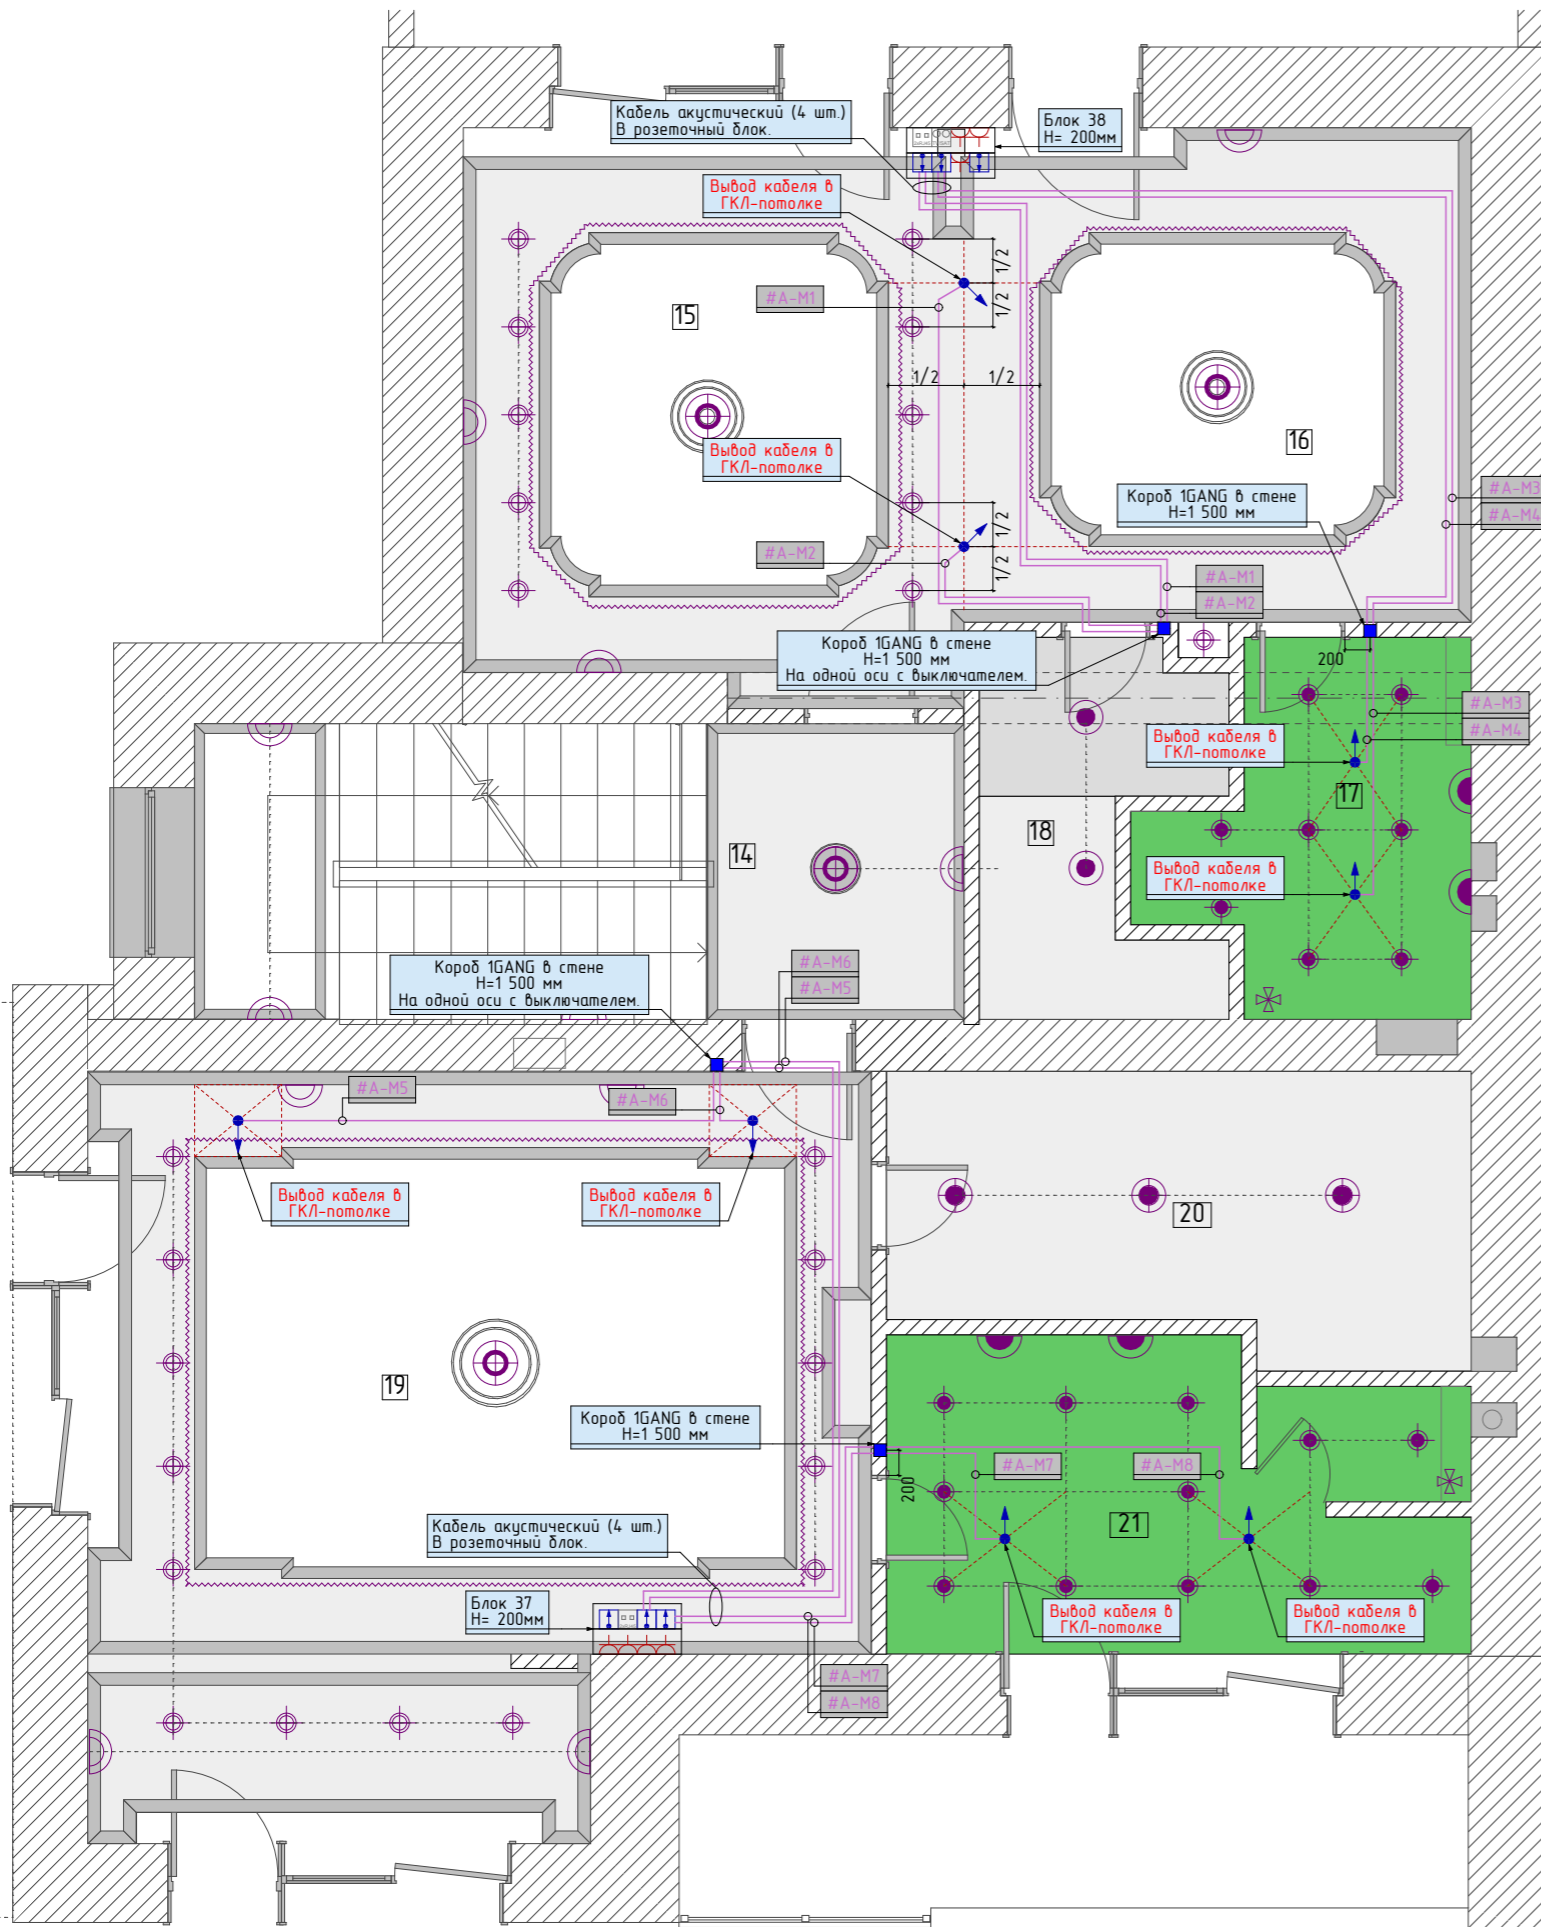 Кабель акустический (4 шт.)
В розеточный блок.
Блок 38
Н= 200мм
Вывод кабеля в
ГКЛ-потолке
1/2
1/2
#A-M1
15
1/2
1/2
16
Вывод кабеля в
ГКЛ-потолке
Короб 1GANG в стене
Н=1 500 мм
#A-M3
#A-M4
1/2
1/2
#A-M2
#A-M1
#A-M2
Короб 1GANG в стене
Н=1 500 мм
На одной оси с выключателем.
200
#A-M3
#A-M4
Вывод кабеля в
ГКЛ-потолке
17
18
14
Вывод кабеля в
ГКЛ-потолке
#A-M6
#A-M5
Короб 1GANG в стене
Н=1 500 мм
На одной оси с выключателем.
#A-M5
#A-M6
Вывод кабеля в
ГКЛ-потолке
Вывод кабеля в
ГКЛ-потолке
20
19
Короб 1GANG в стене
Н=1 500 мм
200
#A-M7
#A-M8
21
Кабель акустический (4 шт.)
В розеточный блок.
Блок 37
Н= 200мм
Вывод кабеля в
ГКЛ-потолке
Вывод кабеля в
ГКЛ-потолке
#A-M7
#A-M8